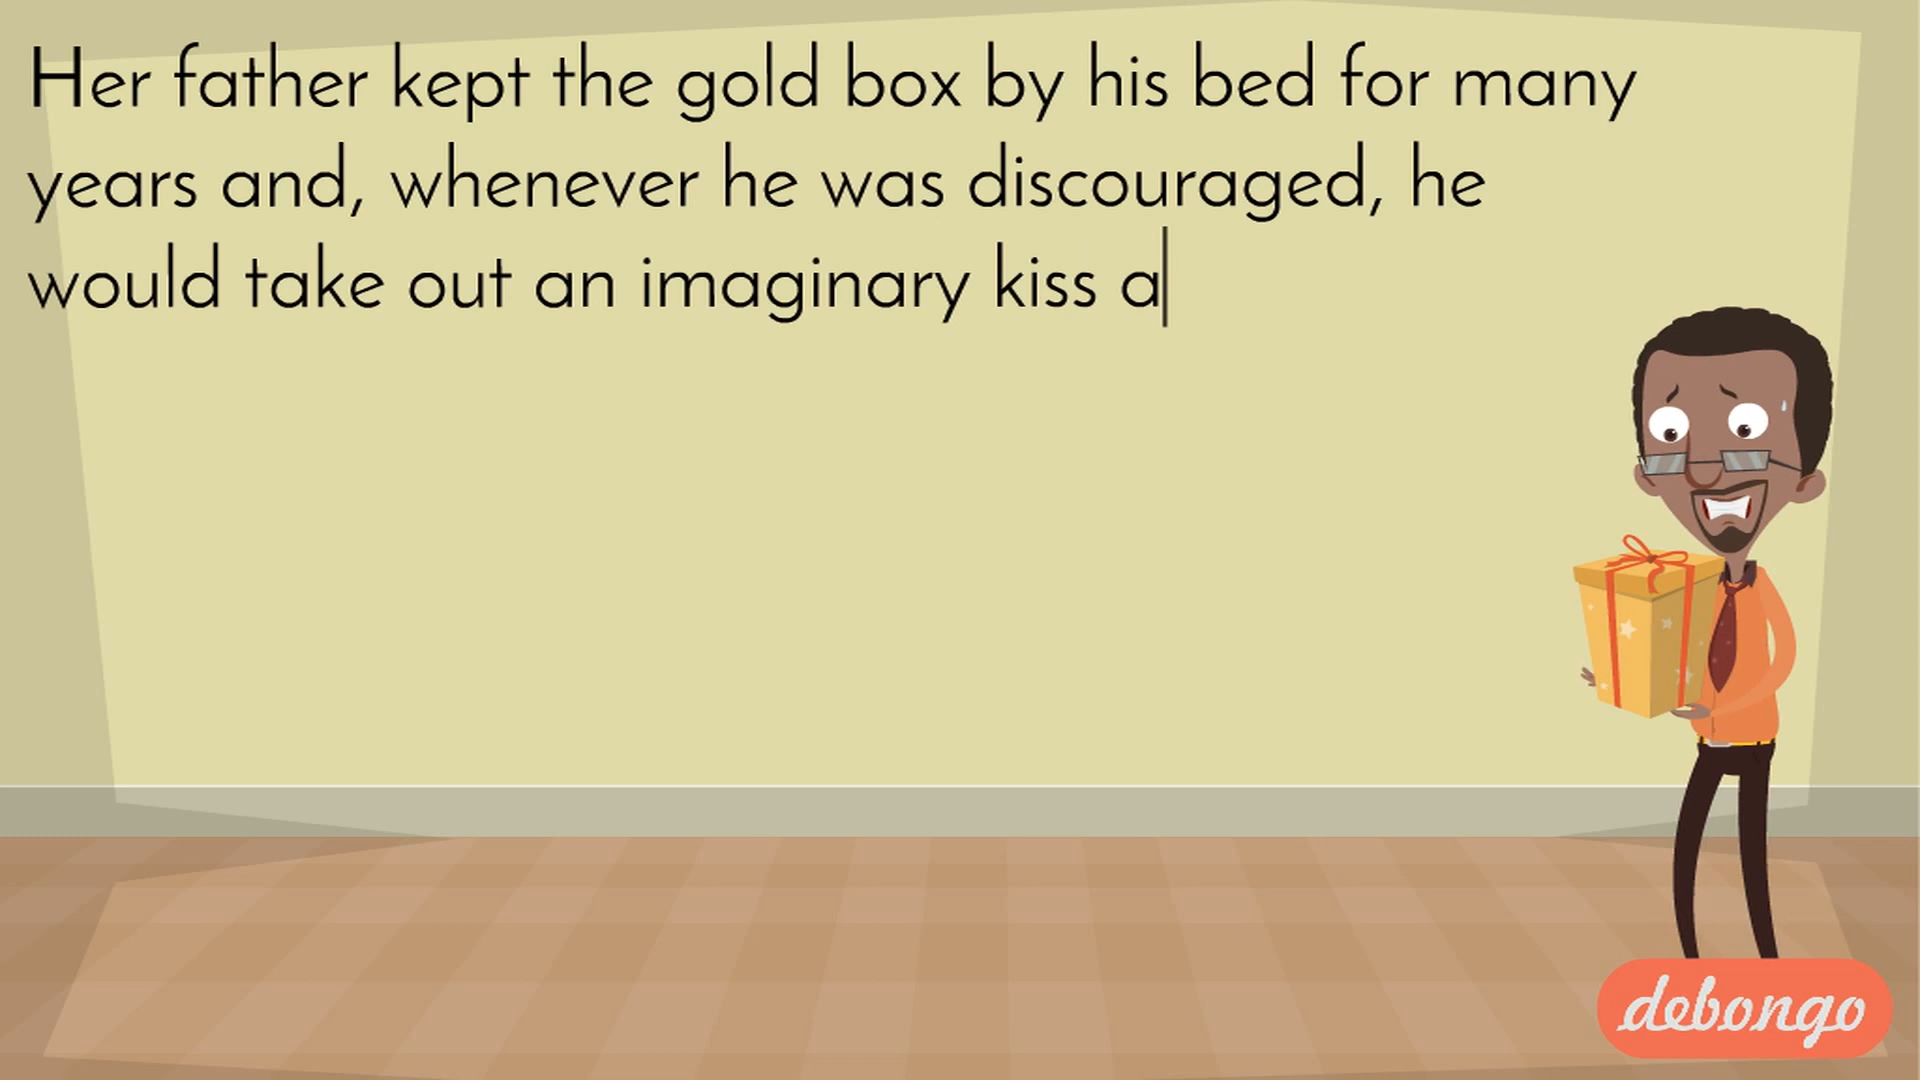 Her father kept the gold box by his bed for many
years and, whenever he was discouraged, he
would take out an imaginary kiss a
debongo